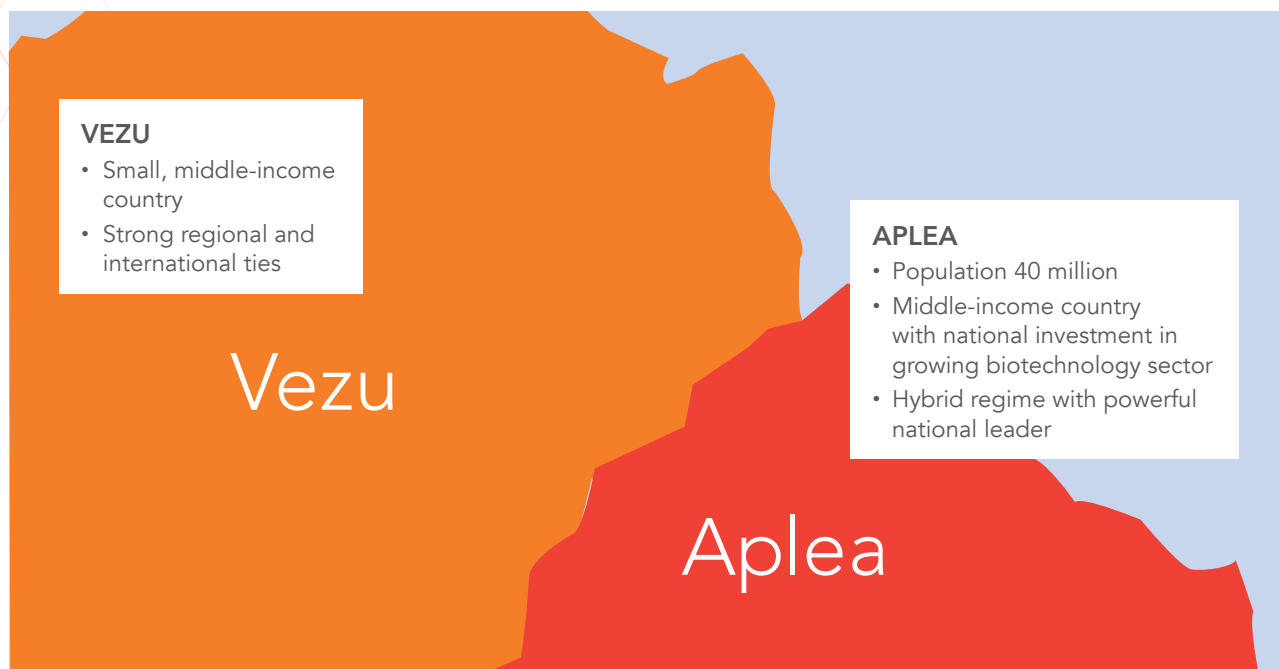 VEZU
• Small, middle-income
country
• Strong regional and
international ties
Vezu
APLEA
• Population 40 million
• Middle-income country
with national investment in
growing biotechnology sector
• Hybrid regime with powerful
national leader
Aplea